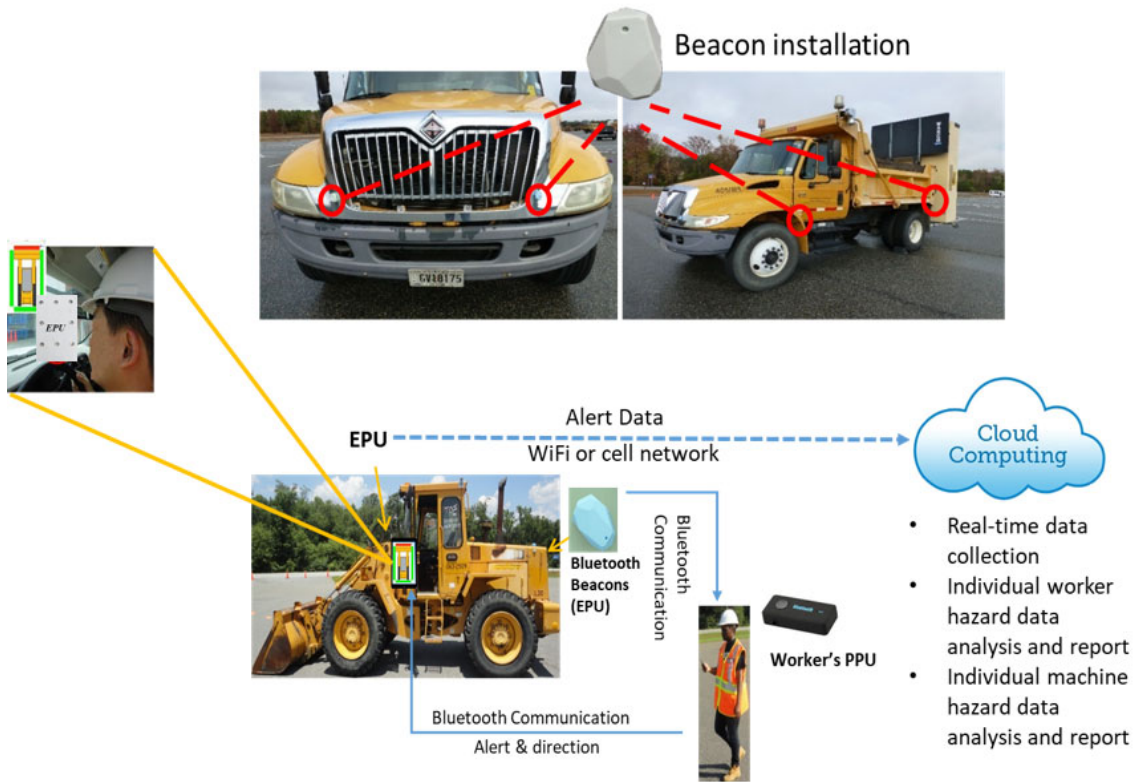 Beacon installation
GV18175
EPU
EPU
Alert Data
WiFi or cell network
Cloud
Computing
Bluetooth
Beacons
(EPU)
Bluetooth
Communication
Worker's PPU
Bluetooth Communication
Alert & direction
• Real-time data
collection
• Individual worker
hazard data
analysis and report
• Individual machine
hazard data
analysis and report